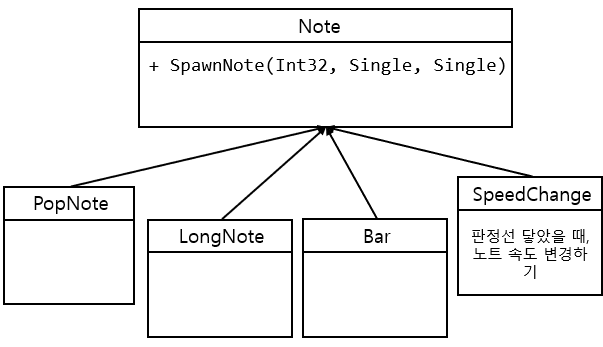 Note
+ SpawnNote(Int32, Single, Single)
PopNote
LongNote
Bar
SpeedChange
판정선 닿았을 때,
노트 속도 변경하
기